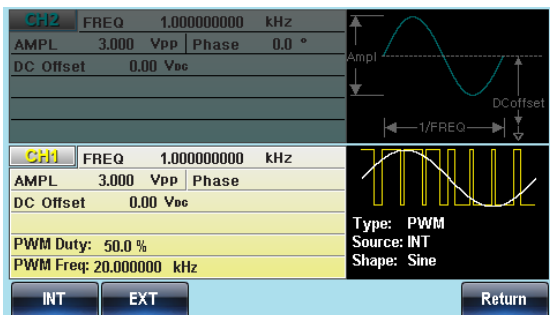 CH2 FREQ 1.000000000 kHz
AMPL 3.000 Vpp Phase 0.0 °
DC Offset 0.00 VDC
Ampl
DCoffset
1/FREQ
CH1 FREQ 1.000000000 kHz
AMPL 3.000 Vpp Phase
DC Offset 0.00 VDC
PWM Duty: 50.0 %
PWM Freq: 20.000000 kHz
Type: PWM
Source: INT
Shape: Sine
INT EXT Return